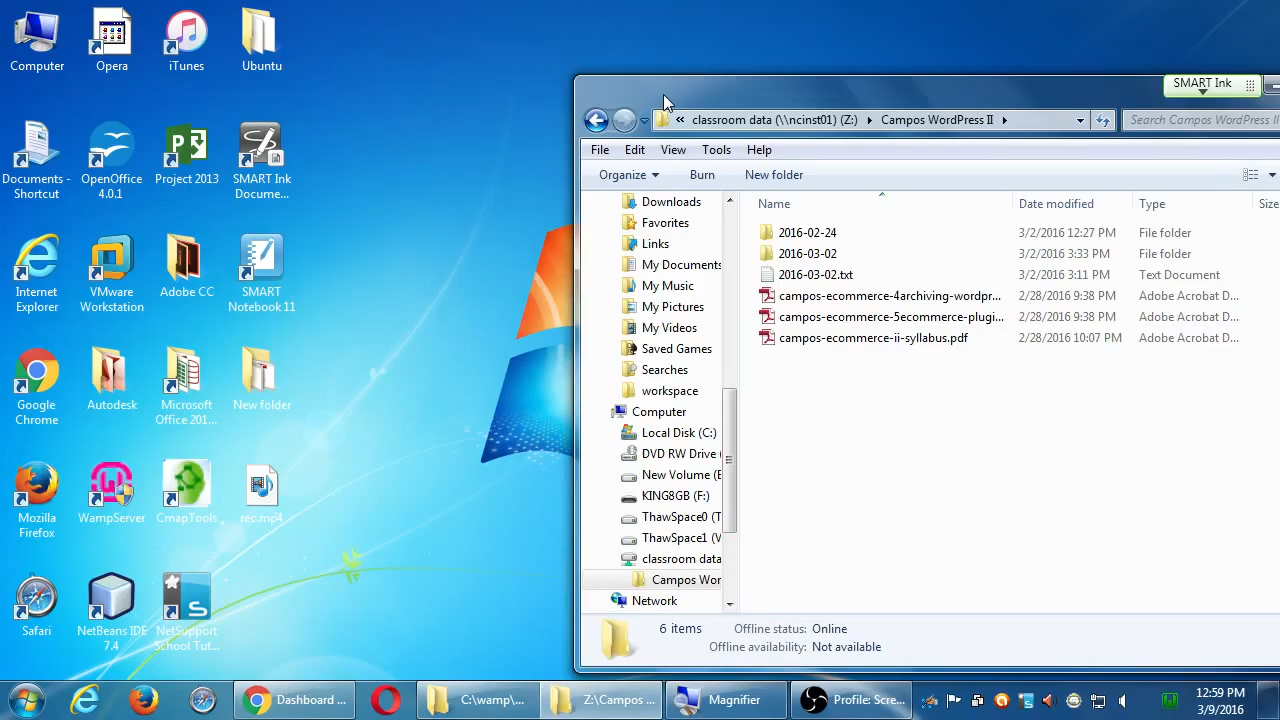 Computer
Opera
iTunes
Ubuntu
Documents -
Shortcut
OpenOffice
4.0.1
Project 2013
SMART Ink
Docume...
Internet
Explorer
VMware
Workstation
Adobe CC
SMART
Notebook 11
Google
Chrome
Autodesk
Microsoft
Office 201...
New folder
Mozilla
Firefox
WampServer
CmapTools
rec.mp4
Safari
NetBeans IDE
7.4
NetSupport
School Tut...
SMART Ink
« classroom data (\\ncinst01) (Z:) Campos WordPress II
Search Campos WordPress II
File Edit View Tools Help
Organize Burn New folder
Downloads
Favorites
Links
My Documents
My Music
My Pictures
My Videos
Saved Games
Searches
workspace
Computer
Local Disk (C:)
DVD RW Drive (
New Volume (E
KING8GB (F:)
ThawSpace0 (T
ThawSpace1 (V
classroom data
Campos Wor
Network
Name Date modified Type Size
2016-02-24 3/2/2016 12:27 PM File folder
2016-03-02 3/2/2016 3:33 PM File folder
2016-03-02.txt 3/2/2016 3:11 PM Text Document
campos-ecommerce-4archiving-wordpr... 2/28/2016 9:38 PM Adobe Acrobat D...
campos-ecommerce-5ecommerce-plugi... 2/28/2016 9:38 PM Adobe Acrobat D...
campos-ecommerce-ii-syllabus.pdf 2/28/2016 10:07 PM Adobe Acrobat D...
6 items Offline status: Online
Offline availability: Not available
Dashboard ...
C:\wamp\...
Z:\Campos ...
Magnifier
Profile: Scre...
12:59 PM
3/9/2016